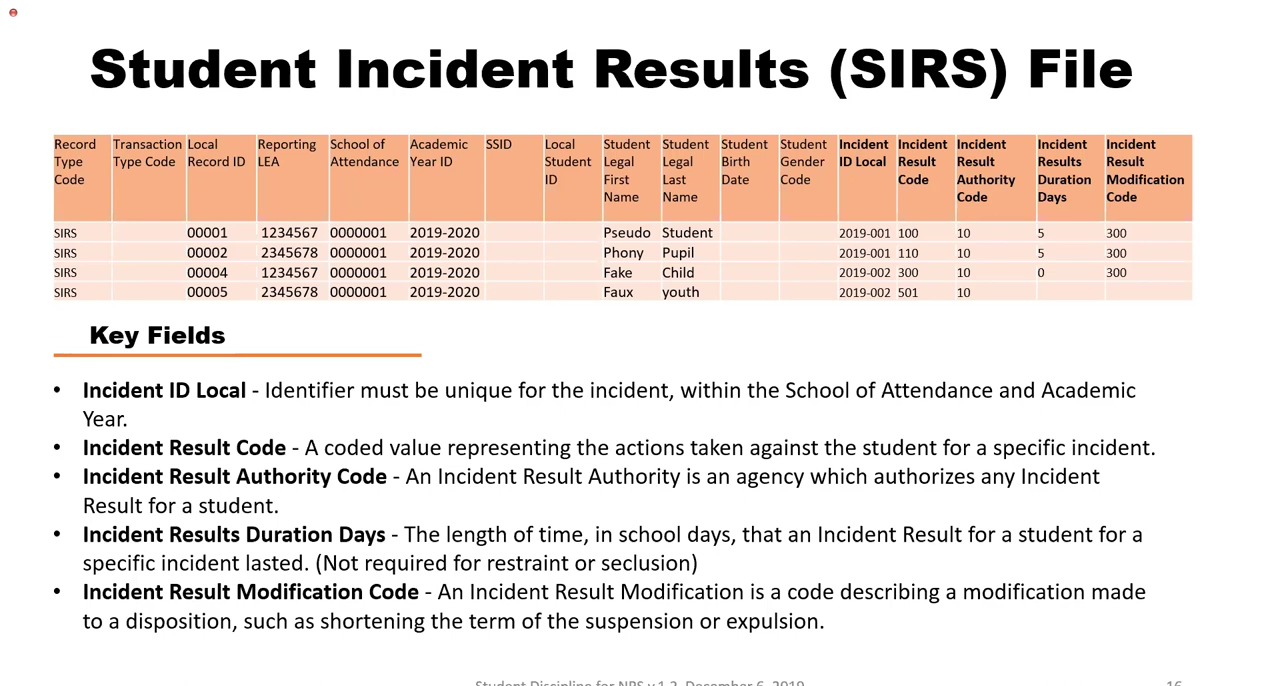 Student Incident Results (SIRS) File
Record Type Code | Transaction Type Code | Local Record ID | Reporting LEA | School of Attendance | Academic Year ID | SSID | Local Student ID | Student Legal First Name | Student Legal Last Name | Student Birth Date | Student Gender Code | Incident ID Local | Incident Result Code | Incident Result Authority Code | Incident Results Duration Days | Incident Result Modification Code
SIRS 00001 1234567 0000001 2019-2020 Pseudo Student 2019-001 100 10 5 300
SIRS 00002 2345678 0000001 2019-2020 Phony Pupil 2019-001 110 10 5 300
SIRS 00004 1234567 0000001 2019-2020 Fake Child 2019-002 300 10 0 300
SIRS 00005 2345678 0000001 2019-2020 Faux youth 2019-002 501 10
Key Fields
• Incident ID Local - Identifier must be unique for the incident, within the School of Attendance and Academic
Year.
• Incident Result Code - A coded value representing the actions taken against the student for a specific incident.
• Incident Result Authority Code - An Incident Result Authority is an agency which authorizes any Incident
Result for a student.
• Incident Results Duration Days - The length of time, in school days, that an Incident Result for a student for a
specific incident lasted. (Not required for restraint or seclusion)
• Incident Result Modification Code - An Incident Result Modification is a code describing a modification made
to a disposition, such as shortening the term of the suspension or expulsion.
Student Discipline for NPS v1.2, December 6, 2019
16